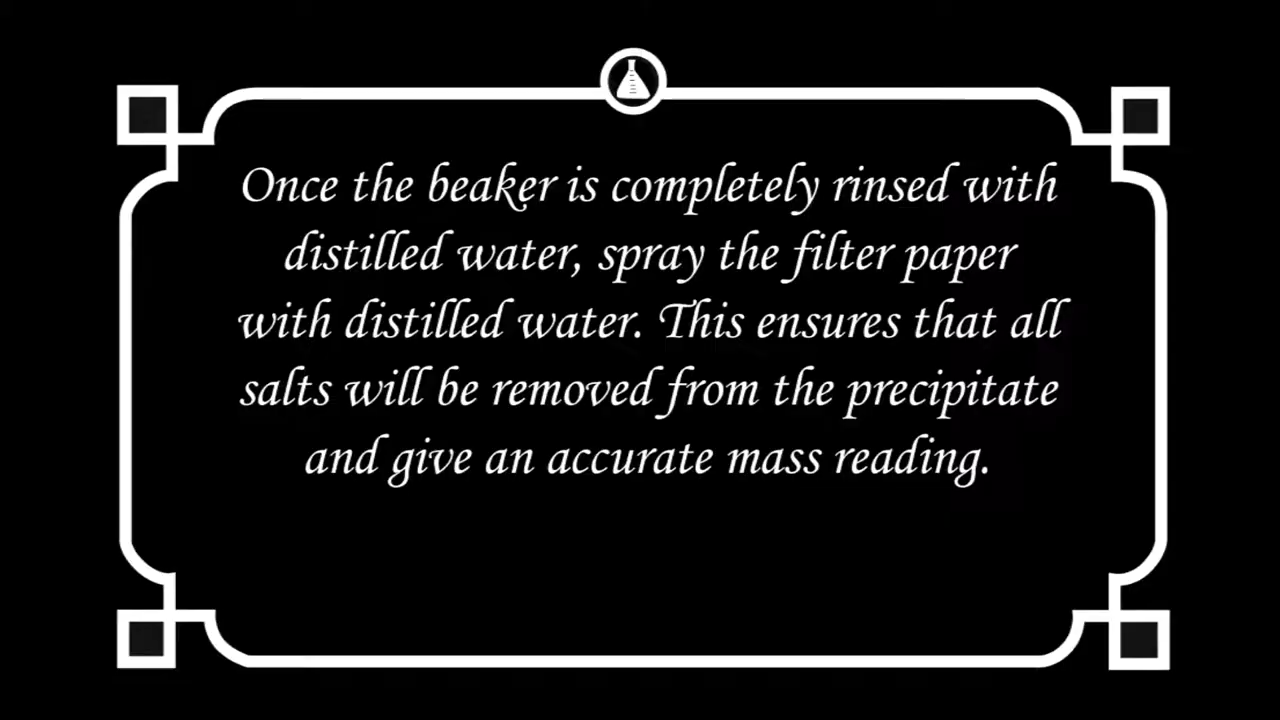 Once the beaker is completely rinsed with
distilled water, spray the filter paper
with distilled water. This ensures that all
salts will be removed from the precipitate
and give an accurate mass reading.